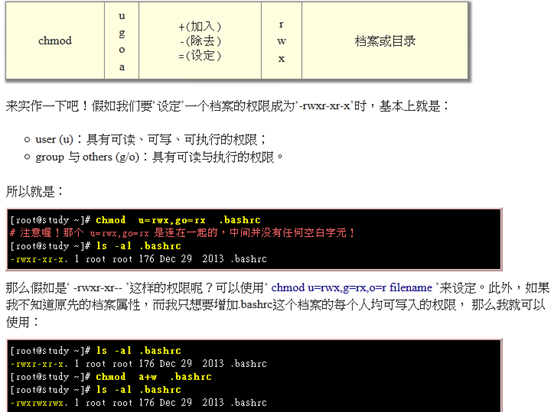 chmod u g o a +(加入) -(除去) =(设定) r w x 档案或目录
来实作一下吧！假如我们要‘设定’一个档案的权限成为‘-rwxr-xr-x’时，基本上就是：
user (u)：具有可读、可写、可执行的权限；
group 与 others (g/o)：具有可读与执行的权限。
所以就是：
[root@study ~]# chmod u=rwx,go=rx .bashrc
# 注意喔！那个 u=rwx,go=rx 是连在一起的，中间并没有任何空白字元！
[root@study ~]# ls -al .bashrc
-rwxr-xr-x. 1 root root 176 Dec 29 2013 .bashrc
那么假如是‘ -rwxr-xr-- ’这样的权限呢？可以使用‘ chmod u=rwx,g=rx,o=r filename ’来设定。此外，如果
我不知道原先的档案属性，而我只想要增加.bashrc这个档案的每个人均可写入的权限， 那么我就可以
使用：
[root@study ~]# ls -al .bashrc
-rwxr-xr-x. 1 root root 176 Dec 29 2013 .bashrc
[root@study ~]# chmod a+w .bashrc
[root@study ~]# ls -al .bashrc
-rwxrwxrwx. 1 root root 176 Dec 29 2013 .bashrc